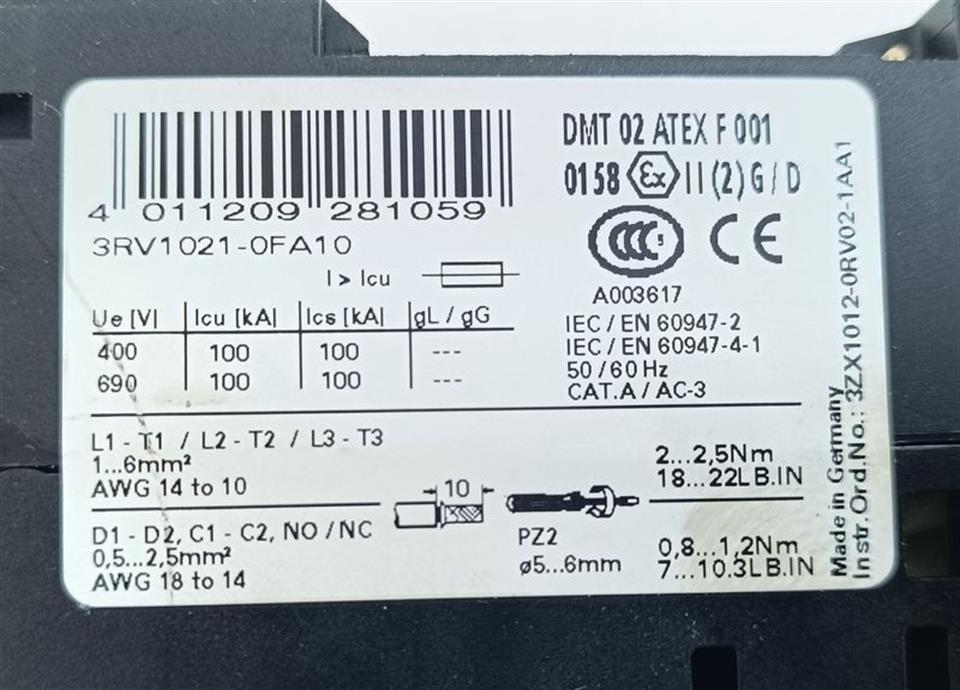 4 011209 281059
3RV1021-0FA10
I > Icu
Ue [V] Icu [kA] Ics [kA] gL / gG
400 100 100 ---
690 100 100 ---
DMT 02 ATEX F 001
0158 Ex II (2) G / D
CCC CE
A003617
IEC / EN 60947-2
IEC / EN 60947-4-1
50 / 60 Hz
CAT. A / AC-3
L1 - T1 / L2 - T2 / L3 - T3
1...6mm²
AWG 14 to 10
2...2,5Nm
18...22LB.IN
D1 - D2, C1 - C2, NO / NC
0,5...2,5mm²
AWG 18 to 14
10
PZ2
ø5...6mm
0,8...1,2Nm
7...10.3LB.IN
Made in Germany
Instr.Ord.No.: 3ZX1012-0RV02-1AA1